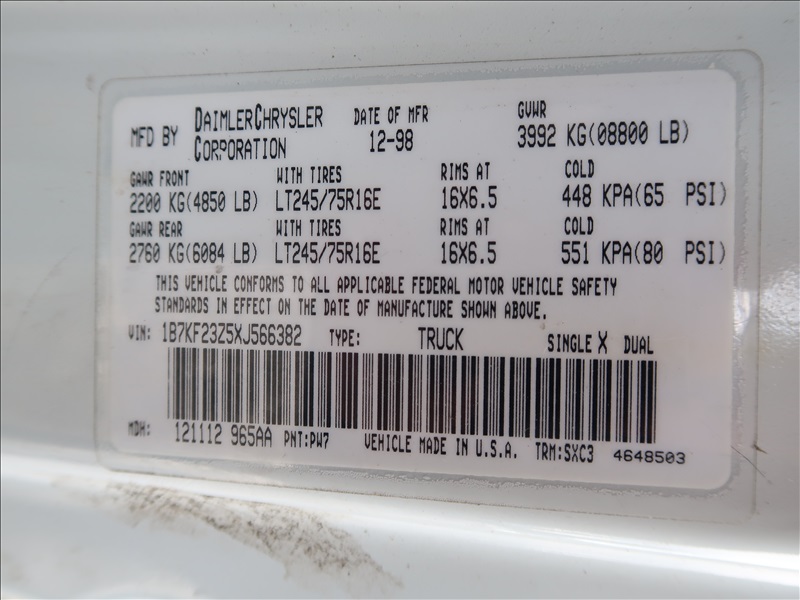 MFD BY DAIMLERCHRYSLER CORPORATION DATE OF MFR 12-98 GVWR 3992 KG(08800 LB)
GAWR FRONT WITH TIRES RIMS AT COLD
2200 KG(4850 LB) LT245/75R16E 16X6.5 448 KPA(65 PSI)
GAWR REAR WITH TIRES RIMS AT COLD
2760 KG(6084 LB) LT245/75R16E 16X6.5 551 KPA(80 PSI)
THIS VEHICLE CONFORMS TO ALL APPLICABLE FEDERAL MOTOR VEHICLE SAFETY
STANDARDS IN EFFECT ON THE DATE OF MANUFACTURE SHOWN ABOVE.
VIN: 1B7KF23Z5XJ566382 TYPE: TRUCK SINGLE X DUAL
MDH: 121112 965AA PNT:PW7 VEHICLE MADE IN U.S.A. TRM:SXC3 4648503